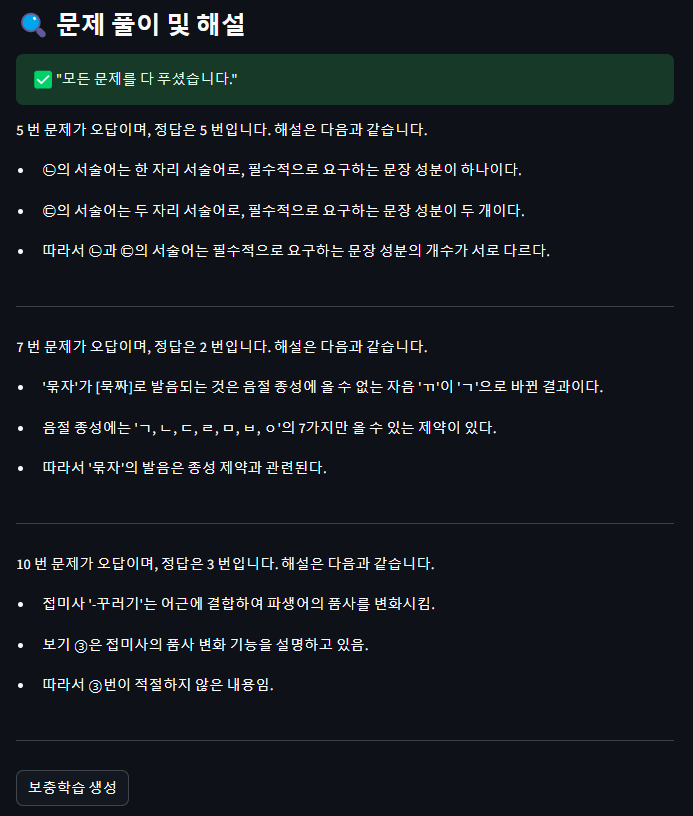 문제 풀이 및 해설
"모든 문제를 다 푸셨습니다."
5 번 문제가 오답이며, 정답은 5 번입니다. 해설은 다음과 같습니다.
• ㉡의 서술어는 한 자리 서술어로, 필수적으로 요구하는 문장 성분이 하나이다.
• ㉢의 서술어는 두 자리 서술어로, 필수적으로 요구하는 문장 성분이 두 개이다.
• 따라서 ㉡과 ㉢의 서술어는 필수적으로 요구하는 문장 성분의 개수가 서로 다르다.
7 번 문제가 오답이며, 정답은 2 번입니다. 해설은 다음과 같습니다.
• '묶자'가 [묵짜]로 발음되는 것은 음절 종성에 올 수 없는 자음 'ㄲ'이 'ㄱ'으로 바뀐 결과이다.
• 음절 종성에는 'ㄱ, ㄴ, ㄷ, ㄹ, ㅁ, ㅂ, ㅇ'의 7가지만 올 수 있는 제약이 있다.
• 따라서 '묶자'의 발음은 종성 제약과 관련된다.
10 번 문제가 오답이며, 정답은 3 번입니다. 해설은 다음과 같습니다.
• 접미사 '-꾸러기'는 어근에 결합하여 파생어의 품사를 변화시킴.
• 보기 ③은 접미사의 품사 변화 기능을 설명하고 있음.
• 따라서 ③번이 적절하지 않은 내용임.
보충학습 생성